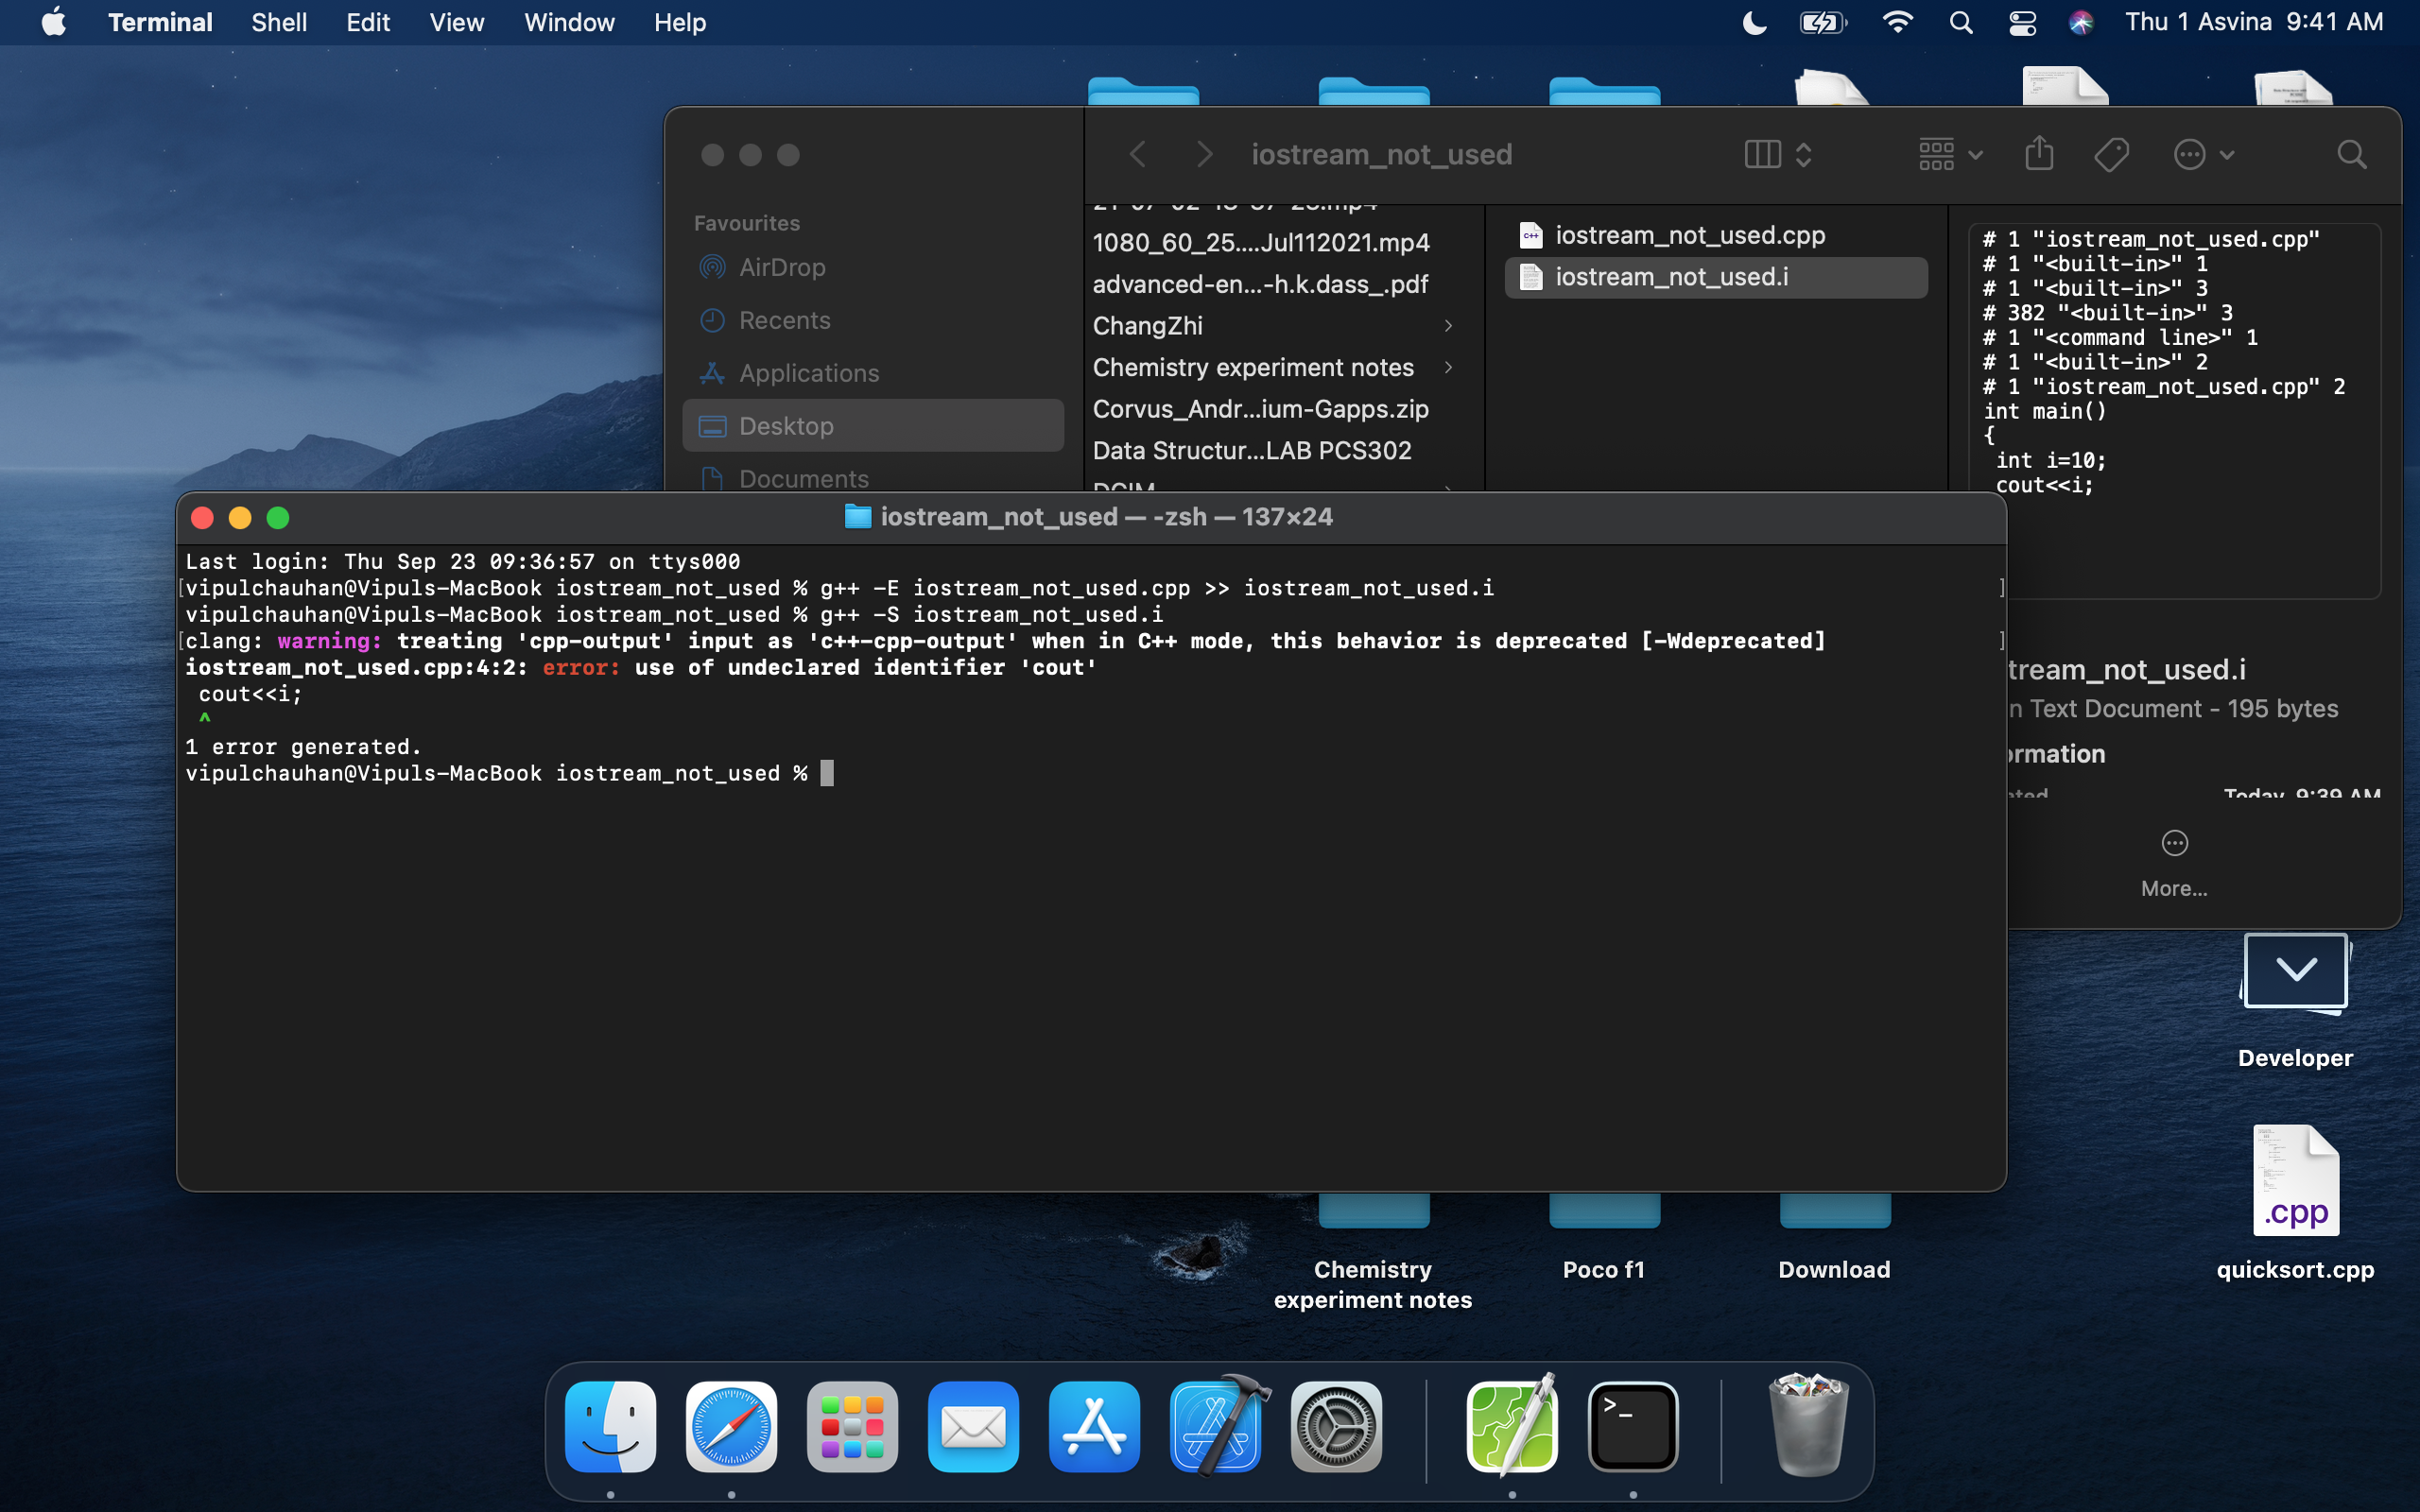 Terminal Shell Edit View Window Help
Thu 1 Asvina 9:41 AM
iostream_not_used
Favourites
AirDrop
Recents
Applications
Desktop
Documents
1080_60_25....Jul112021.mp4
advanced-en...-h.k.dass_.pdf
ChangZhi
Chemistry experiment notes
Corvus_Andr...ium-Gapps.zip
Data Structur...LAB PCS302
DCIM
iostream_not_used.cpp
iostream_not_used.i
# 1 "iostream_not_used.cpp"
# 1 "<built-in>" 1
# 1 "<built-in>" 3
# 382 "<built-in>" 3
# 1 "<command line>" 1
# 1 "<built-in>" 2
# 1 "iostream_not_used.cpp" 2
int main()
{
int i=10;
cout<<i;
tream_not_used.i
n Text Document - 195 bytes
ormation
Today, 9:39 AM
More...
iostream_not_used — -zsh — 137×24
Last login: Thu Sep 23 09:36:57 on ttys000
[vipulchauhan@Vipuls-MacBook iostream_not_used % g++ -E iostream_not_used.cpp >> iostream_not_used.i ]
vipulchauhan@Vipuls-MacBook iostream_not_used % g++ -S iostream_not_used.i
[clang: warning: treating 'cpp-output' input as 'c++-cpp-output' when in C++ mode, this behavior is deprecated [-Wdeprecated] ]
iostream_not_used.cpp:4:2: error: use of undeclared identifier 'cout'
cout<<i;
^
1 error generated.
vipulchauhan@Vipuls-MacBook iostream_not_used %
Developer
.cpp
quicksort.cpp
Chemistry
experiment notes
Poco f1
Download